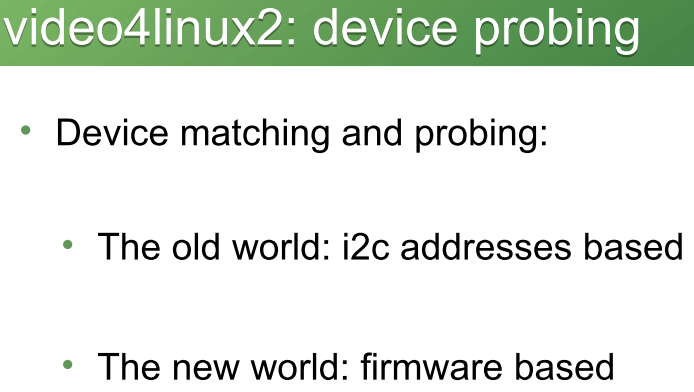 video4linux2: device probing
• Device matching and probing:
• The old world: i2c addresses based
• The new world: firmware based